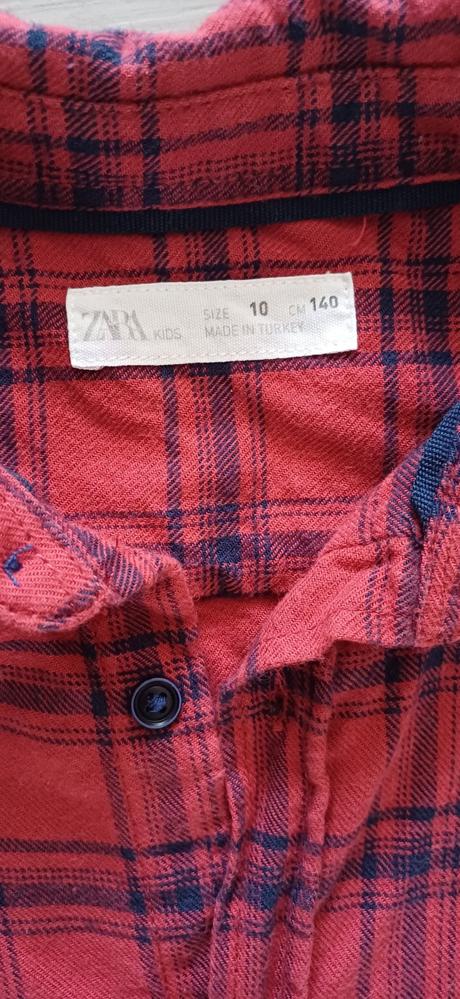 ZARA KIDS SIZE 10 CM 140
MADE IN TURKEY